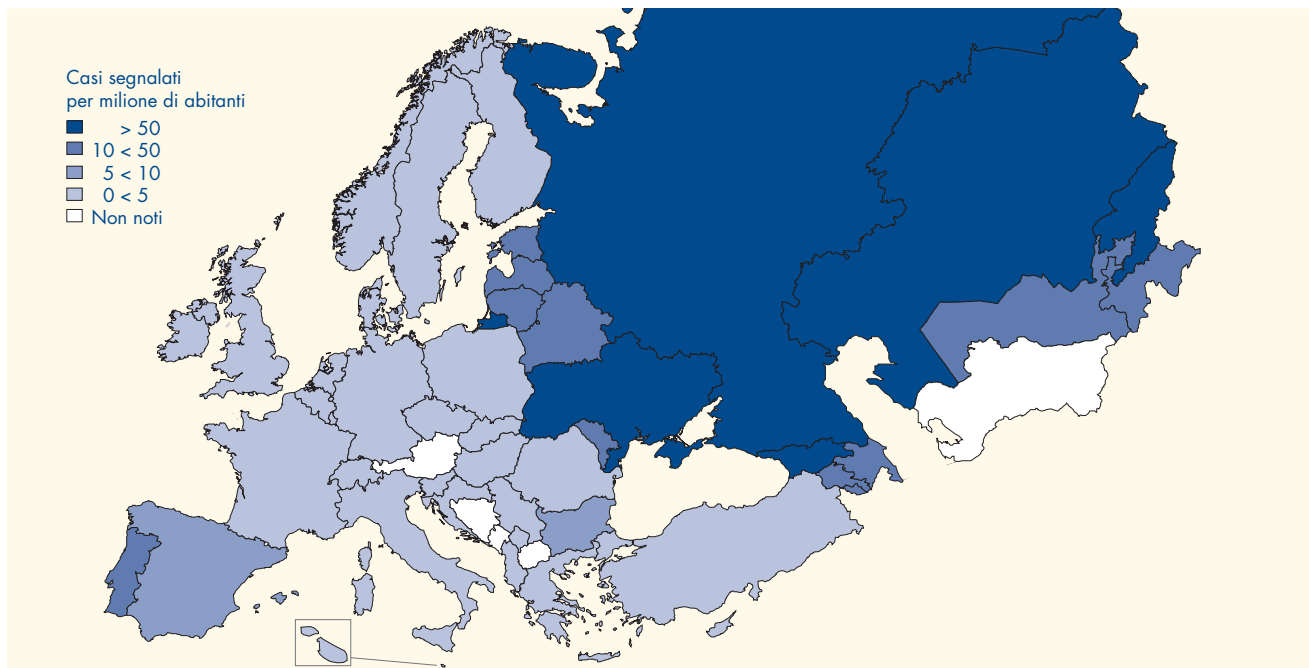 Casi segnalati
per milione di abitanti
> 50
10 < 50
5 < 10
0 < 5
Non noti